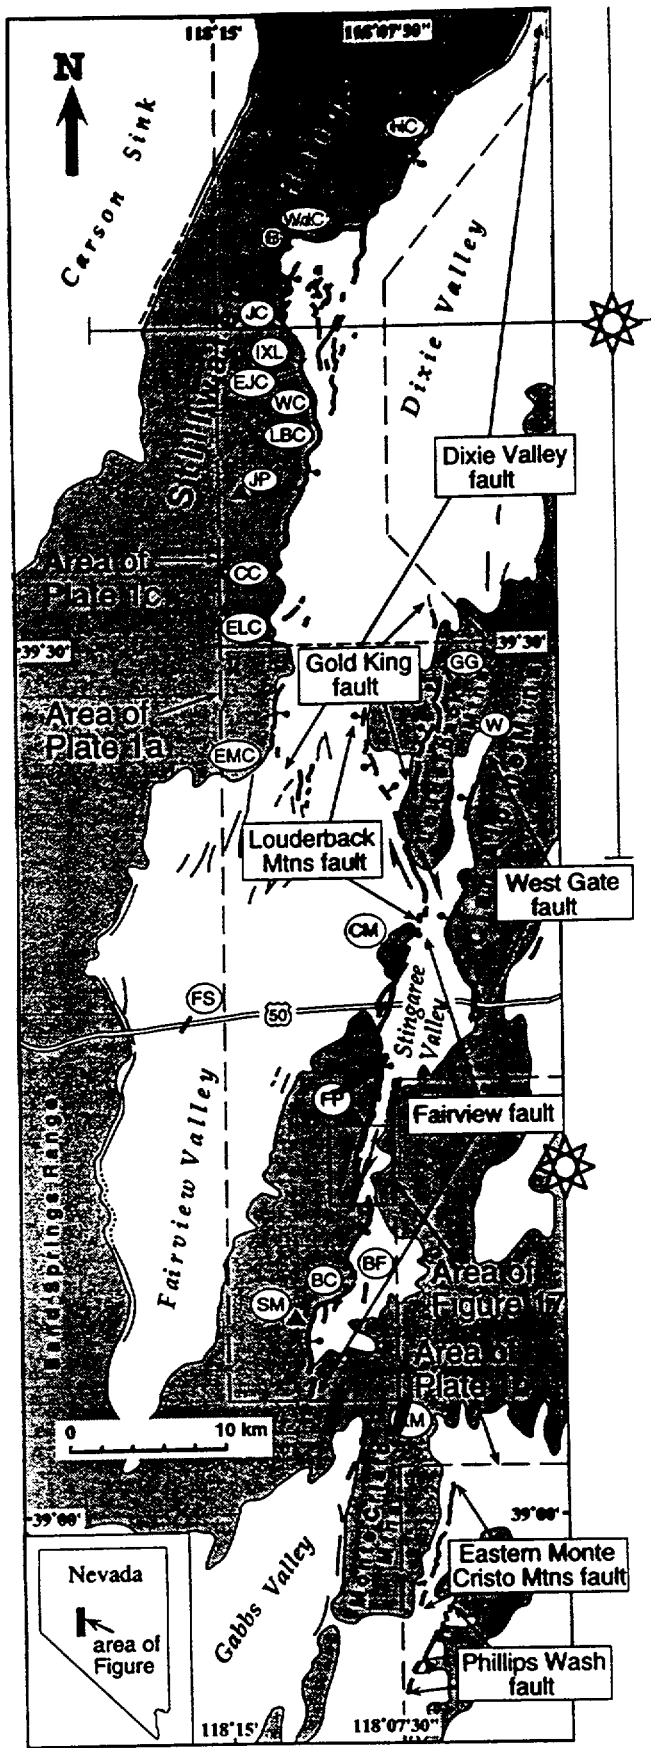 118°15'
168°07'30"
N
Carson Sink
HC
WdC
B
Dixie Valley
JC
IXL
EJC
WC
LBC
JP
Dixie Valley
fault
Area of
Plate 1c
CC
ELC
39°30'
39°30'
Gold King
fault
GG
Area of
Plate 1a
W
EMC
Louderback
Mtns fault
West Gate
fault
CM
Stingaree
Valley
FS
50
Fairview fault
FP
Sand Springs Range
Fairview Valley
BC
BF
SM
Area of
Figure 17
Area of
Plate
0 10 km
39°00'
39°00'
Nevada
area of
Figure
Gabbs Valley
Eastern Monte
Cristo Mtns fault
Phillips Wash
fault
118°15'
118°07'30"